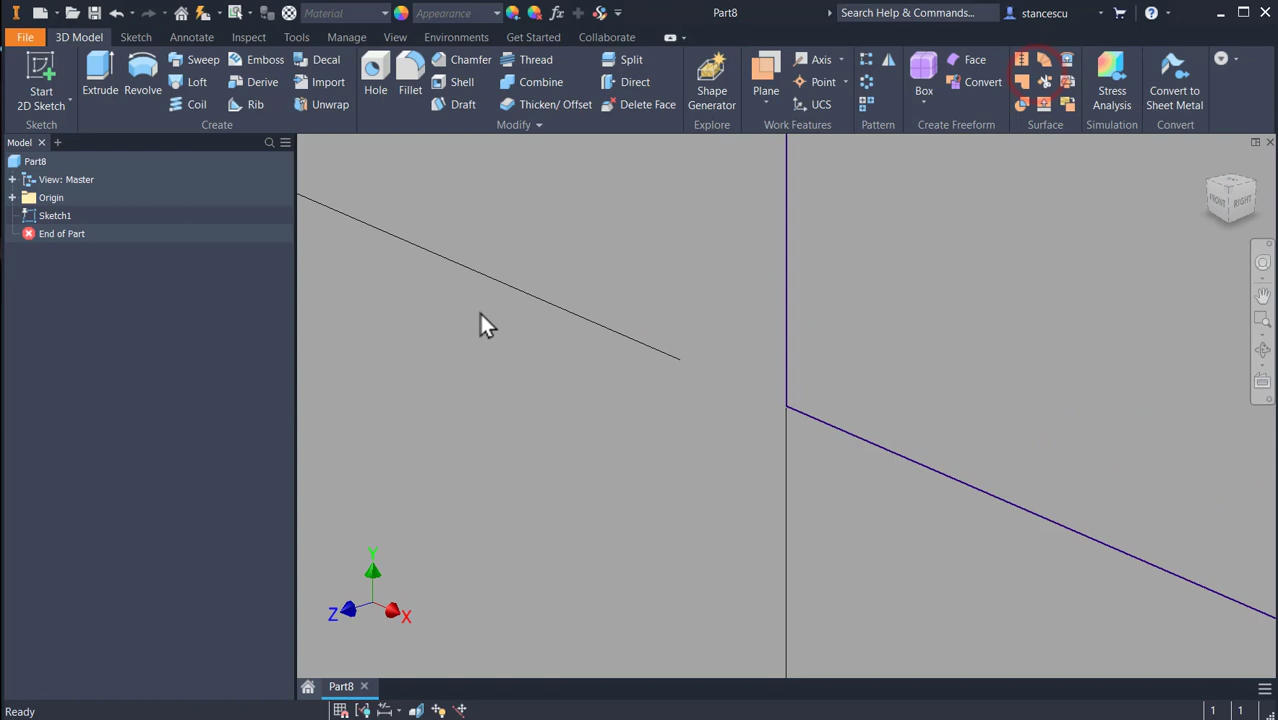 Material
Appearance
Part8
Search Help & Commands...
stancescu
File
3D Model
Sketch
Annotate
Inspect
Tools
Manage
View
Environments
Get Started
Collaborate
Start
2D Sketch
Extrude
Revolve
Sweep
Loft
Coil
Emboss
Derive
Rib
Decal
Import
Unwrap
Hole
Fillet
Chamfer
Shell
Draft
Thread
Combine
Thicken/ Offset
Split
Direct
Delete Face
Shape
Generator
Plane
Axis
Point
UCS
Box
Face
Convert
Stress
Analysis
Convert to
Sheet Metal
Sketch
Create
Modify
Explore
Work Features
Pattern
Create Freeform
Surface
Simulation
Convert
Model
Part8
View: Master
Origin
Sketch1
End of Part
FRONT
RIGHT
Y
Z
X
Part8
Ready
1
1